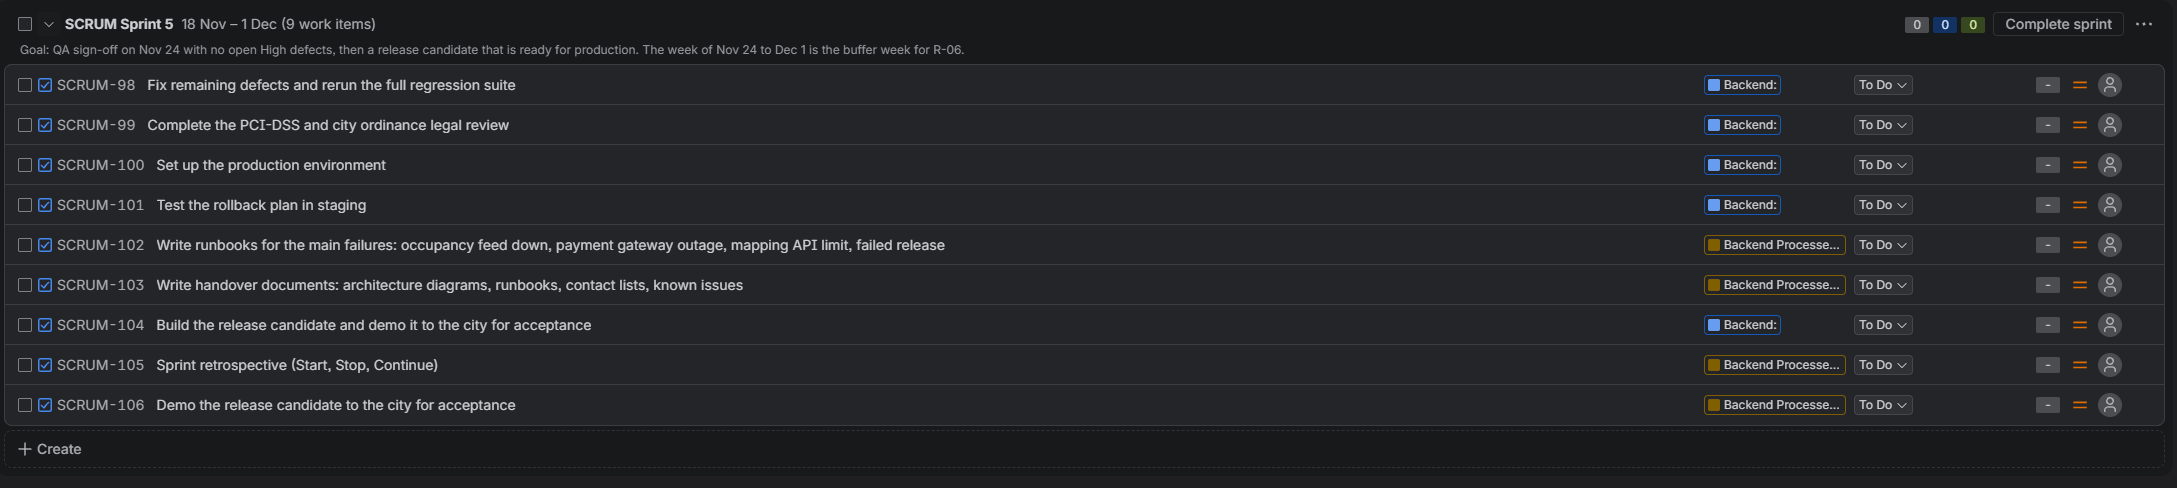 SCRUM Sprint 5 18 Nov – 1 Dec (9 work items) 0 0 0 Complete sprint ...
Goal: QA sign-off on Nov 24 with no open High defects, then a release candidate that is ready for production. The week of Nov 24 to Dec 1 is the buffer week for R-06.
SCRUM-98 Fix remaining defects and rerun the full regression suite Backend: To Do -
SCRUM-99 Complete the PCI-DSS and city ordinance legal review Backend: To Do -
SCRUM-100 Set up the production environment Backend: To Do -
SCRUM-101 Test the rollback plan in staging Backend: To Do -
SCRUM-102 Write runbooks for the main failures: occupancy feed down, payment gateway outage, mapping API limit, failed release Backend Processe... To Do -
SCRUM-103 Write handover documents: architecture diagrams, runbooks, contact lists, known issues Backend Processe... To Do -
SCRUM-104 Build the release candidate and demo it to the city for acceptance Backend: To Do -
SCRUM-105 Sprint retrospective (Start, Stop, Continue) Backend Processe... To Do -
SCRUM-106 Demo the release candidate to the city for acceptance Backend Processe... To Do -
+ Create